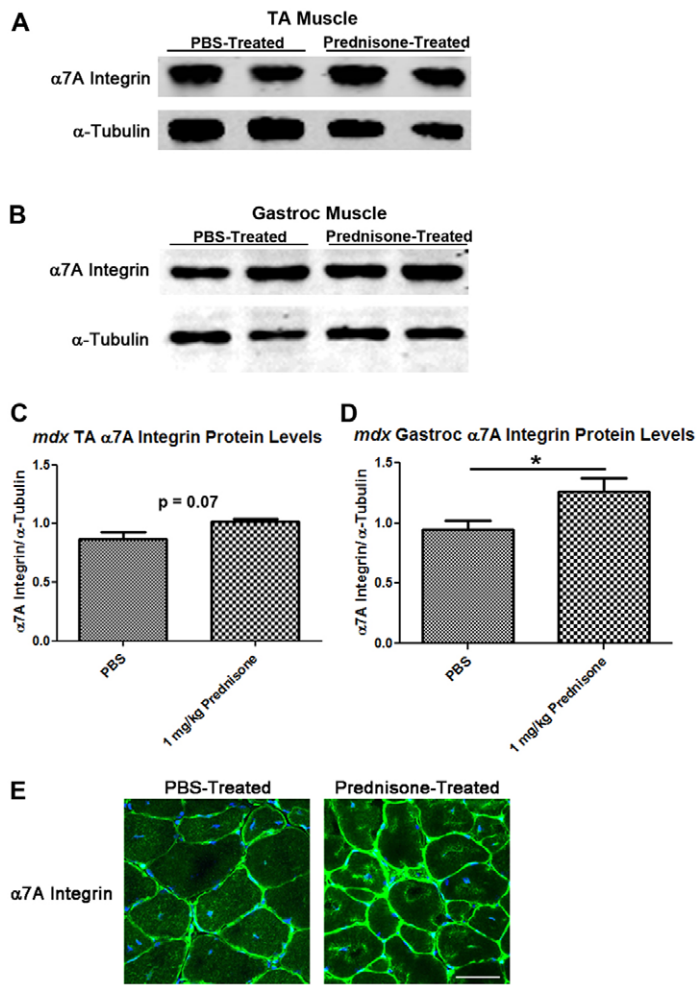 A
TA Muscle
PBS-Treated
Prednisone-Treated
α7A Integrin
α-Tubulin
B
Gastroc Muscle
PBS-Treated
Prednisone-Treated
α7A Integrin
α-Tubulin
C
mdx TA α7A Integrin Protein Levels
α7A Integrin/ α-Tubulin
1.5
1.0
0.5
0.0
p = 0.07
PBS
1 mg/kg Prednisone
D
mdx Gastroc α7A Integrin Protein Levels
α7A Integrin/ α-Tubulin
1.5
1.0
0.5
0.0
*
PBS
1 mg/kg Prednisone
E
PBS-Treated
Prednisone-Treated
α7A Integrin